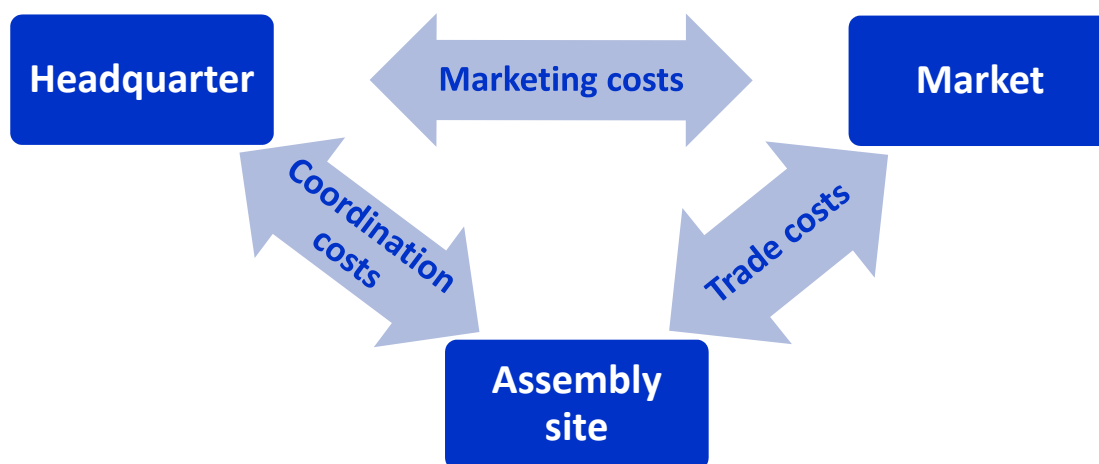 Headquarter
Marketing costs
Market
Coordination
costs
Trade costs
Assembly
site